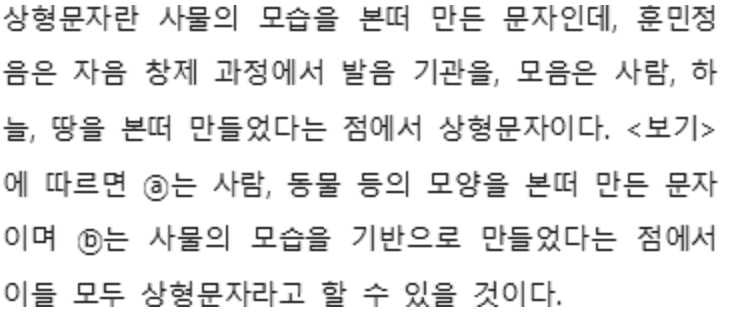 상형문자란 사물의 모습을 본떠 만든 문자인데, 훈민정
음은 자음 창제 과정에서 발음 기관을, 모음은 사람, 하
늘, 땅을 본떠 만들었다는 점에서 상형문자이다. <보기>
에 따르면 ⓐ는 사람, 동물 등의 모양을 본떠 만든 문자
이며 ⓑ는 사물의 모습을 기반으로 만들었다는 점에서
이들 모두 상형문자라고 할 수 있을 것이다.